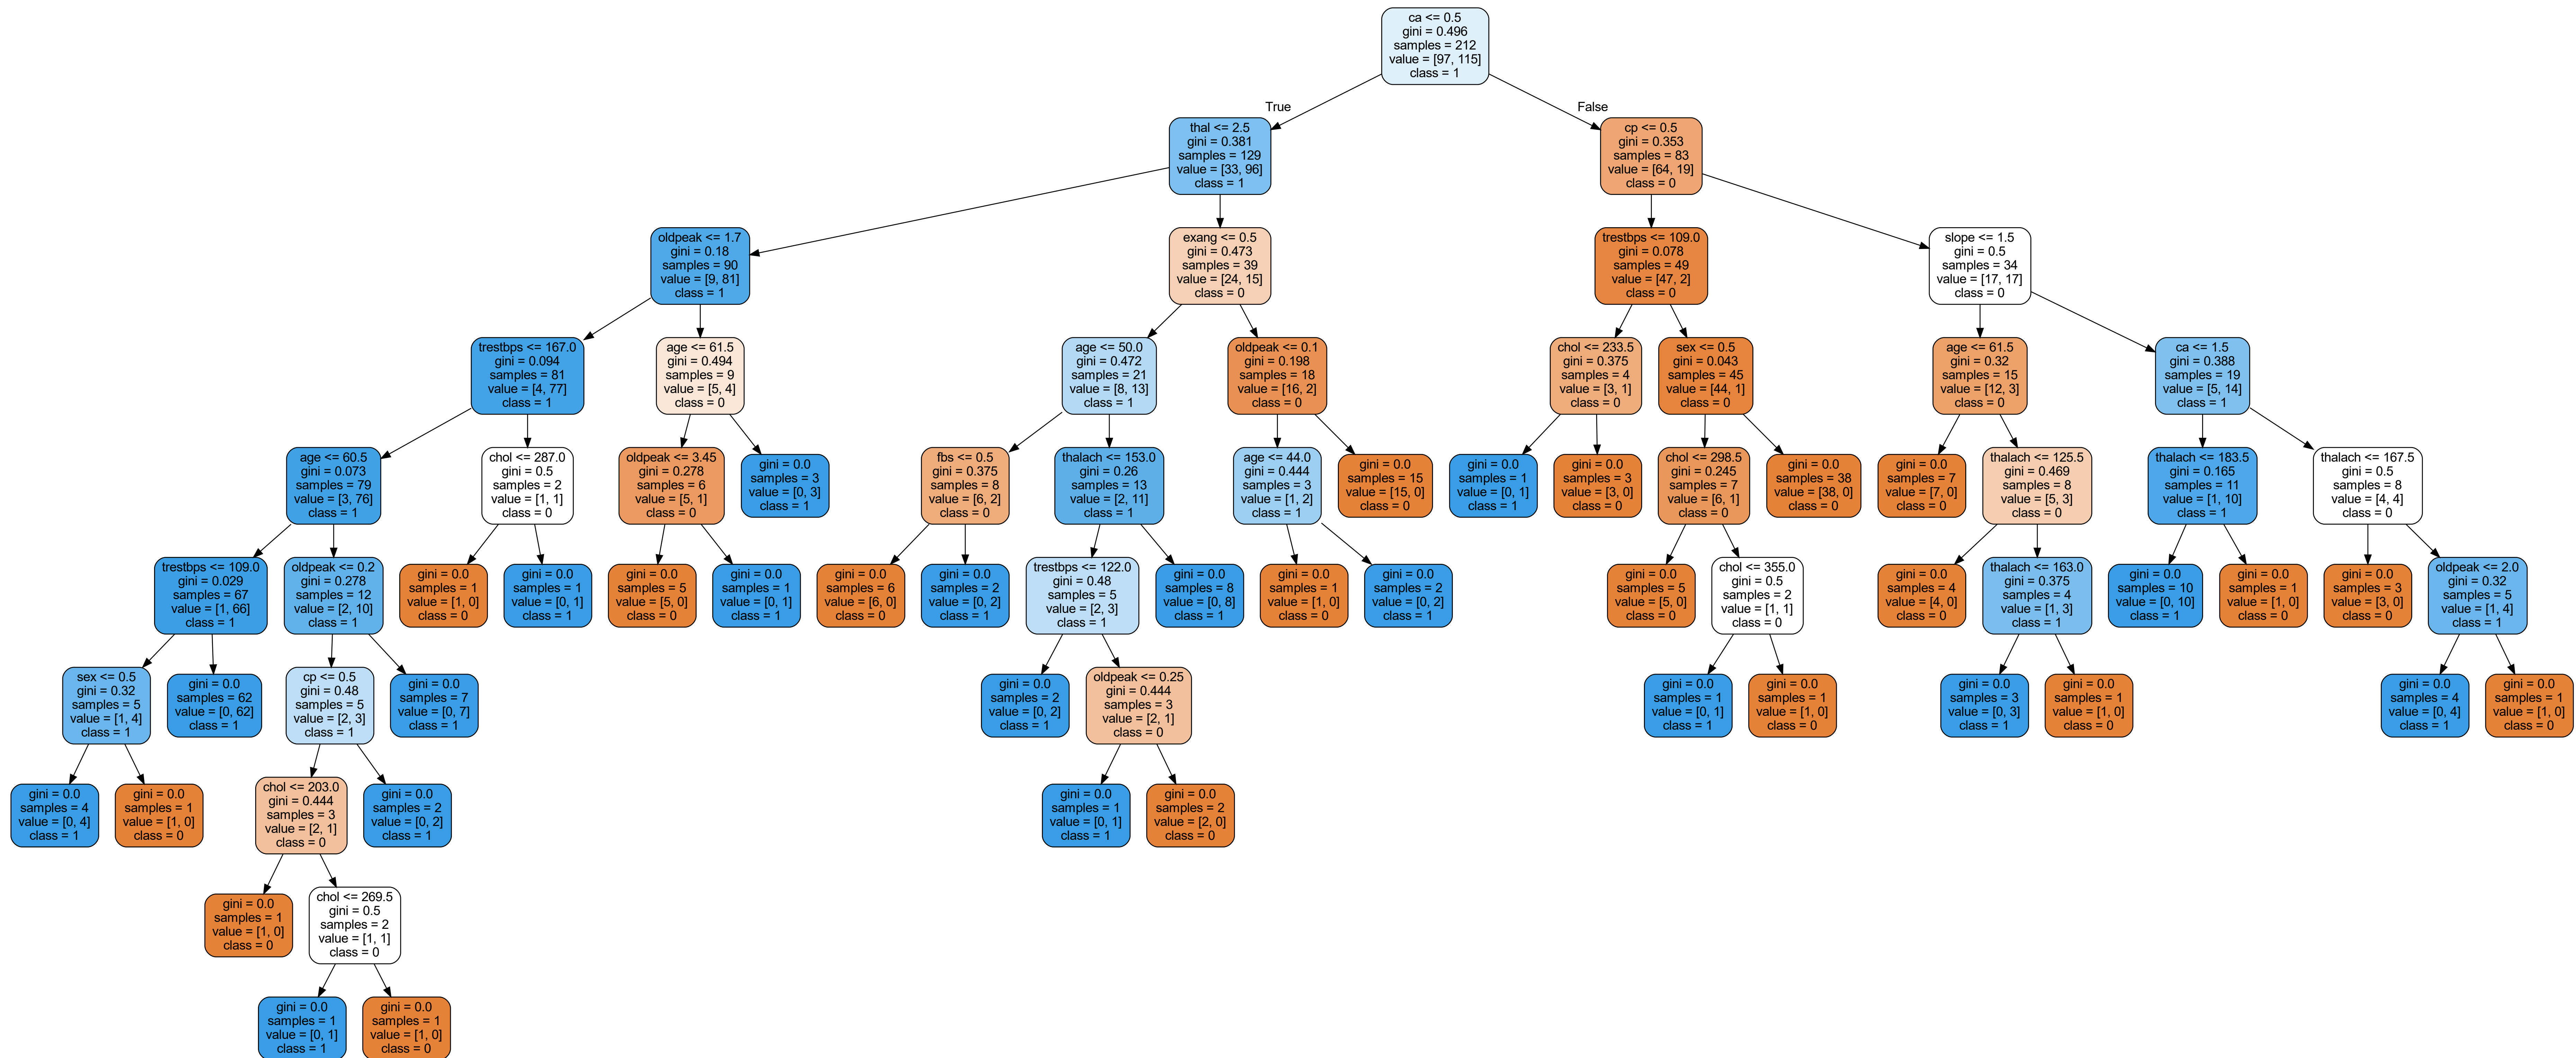 ca <= 0.5
gini = 0.496
samples = 212
value = [97, 115]
class = 1
True
False
thal <= 2.5
gini = 0.381
samples = 129
value = [33, 96]
class = 1
cp <= 0.5
gini = 0.353
samples = 83
value = [64, 19]
class = 0
oldpeak <= 1.7
gini = 0.18
samples = 90
value = [9, 81]
class = 1
exang <= 0.5
gini = 0.473
samples = 39
value = [24, 15]
class = 0
trestbps <= 109.0
gini = 0.078
samples = 49
value = [47, 2]
class = 0
slope <= 1.5
gini = 0.5
samples = 34
value = [17, 17]
class = 0
trestbps <= 167.0
gini = 0.094
samples = 81
value = [4, 77]
class = 1
age <= 61.5
gini = 0.494
samples = 9
value = [5, 4]
class = 0
age <= 50.0
gini = 0.472
samples = 21
value = [8, 13]
class = 1
oldpeak <= 0.1
gini = 0.198
samples = 18
value = [16, 2]
class = 0
chol <= 233.5
gini = 0.375
samples = 4
value = [3, 1]
class = 0
sex <= 0.5
gini = 0.043
samples = 45
value = [44, 1]
class = 0
age <= 61.5
gini = 0.32
samples = 15
value = [12, 3]
class = 0
ca <= 1.5
gini = 0.388
samples = 19
value = [5, 14]
class = 1
age <= 60.5
gini = 0.073
samples = 79
value = [3, 76]
class = 1
chol <= 287.0
gini = 0.5
samples = 2
value = [1, 1]
class = 0
oldpeak <= 3.45
gini = 0.278
samples = 6
value = [5, 1]
class = 0
gini = 0.0
samples = 3
value = [0, 3]
class = 1
fbs <= 0.5
gini = 0.375
samples = 8
value = [6, 2]
class = 0
thalach <= 153.0
gini = 0.26
samples = 13
value = [2, 11]
class = 1
age <= 44.0
gini = 0.444
samples = 3
value = [1, 2]
class = 1
gini = 0.0
samples = 15
value = [15, 0]
class = 0
gini = 0.0
samples = 1
value = [0, 1]
class = 1
gini = 0.0
samples = 3
value = [3, 0]
class = 0
chol <= 298.5
gini = 0.245
samples = 7
value = [6, 1]
class = 0
gini = 0.0
samples = 38
value = [38, 0]
class = 0
gini = 0.0
samples = 7
value = [7, 0]
class = 0
thalach <= 125.5
gini = 0.469
samples = 8
value = [5, 3]
class = 0
thalach <= 183.5
gini = 0.165
samples = 11
value = [1, 10]
class = 1
thalach <= 167.5
gini = 0.5
samples = 8
value = [4, 4]
class = 0
trestbps <= 109.0
gini = 0.029
samples = 67
value = [1, 66]
class = 1
oldpeak <= 0.2
gini = 0.278
samples = 12
value = [2, 10]
class = 1
gini = 0.0
samples = 1
value = [1, 0]
class = 0
gini = 0.0
samples = 1
value = [0, 1]
class = 1
gini = 0.0
samples = 5
value = [5, 0]
class = 0
gini = 0.0
samples = 1
value = [0, 1]
class = 1
gini = 0.0
samples = 6
value = [6, 0]
class = 0
gini = 0.0
samples = 2
value = [0, 2]
class = 1
trestbps <= 122.0
gini = 0.48
samples = 5
value = [2, 3]
class = 1
gini = 0.0
samples = 8
value = [0, 8]
class = 1
gini = 0.0
samples = 1
value = [1, 0]
class = 0
gini = 0.0
samples = 2
value = [0, 2]
class = 1
gini = 0.0
samples = 5
value = [5, 0]
class = 0
chol <= 355.0
gini = 0.5
samples = 2
value = [1, 1]
class = 0
gini = 0.0
samples = 4
value = [4, 0]
class = 0
thalach <= 163.0
gini = 0.375
samples = 4
value = [1, 3]
class = 1
gini = 0.0
samples = 10
value = [0, 10]
class = 1
gini = 0.0
samples = 1
value = [1, 0]
class = 0
gini = 0.0
samples = 3
value = [3, 0]
class = 0
oldpeak <= 2.0
gini = 0.32
samples = 5
value = [1, 4]
class = 1
sex <= 0.5
gini = 0.32
samples = 5
value = [1, 4]
class = 1
gini = 0.0
samples = 62
value = [0, 62]
class = 1
cp <= 0.5
gini = 0.48
samples = 5
value = [2, 3]
class = 1
gini = 0.0
samples = 7
value = [0, 7]
class = 1
gini = 0.0
samples = 2
value = [0, 2]
class = 1
oldpeak <= 0.25
gini = 0.444
samples = 3
value = [2, 1]
class = 0
gini = 0.0
samples = 1
value = [0, 1]
class = 1
gini = 0.0
samples = 1
value = [1, 0]
class = 0
gini = 0.0
samples = 3
value = [0, 3]
class = 1
gini = 0.0
samples = 1
value = [1, 0]
class = 0
gini = 0.0
samples = 4
value = [0, 4]
class = 1
gini = 0.0
samples = 1
value = [1, 0]
class = 0
gini = 0.0
samples = 4
value = [0, 4]
class = 1
gini = 0.0
samples = 1
value = [1, 0]
class = 0
chol <= 203.0
gini = 0.444
samples = 3
value = [2, 1]
class = 0
gini = 0.0
samples = 2
value = [0, 2]
class = 1
gini = 0.0
samples = 1
value = [0, 1]
class = 1
gini = 0.0
samples = 2
value = [2, 0]
class = 0
gini = 0.0
samples = 1
value = [1, 0]
class = 0
chol <= 269.5
gini = 0.5
samples = 2
value = [1, 1]
class = 0
gini = 0.0
samples = 1
value = [0, 1]
class = 1
gini = 0.0
samples = 1
value = [1, 0]
class = 0